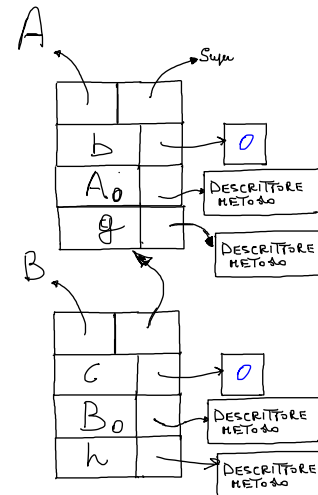 A
Super
b
0
A0
DESCRITTORE
METODO
g
DESCRITTORE
METODO
B
c
0
B0
DESCRITTORE
METODO
h
DESCRITTORE
METODO